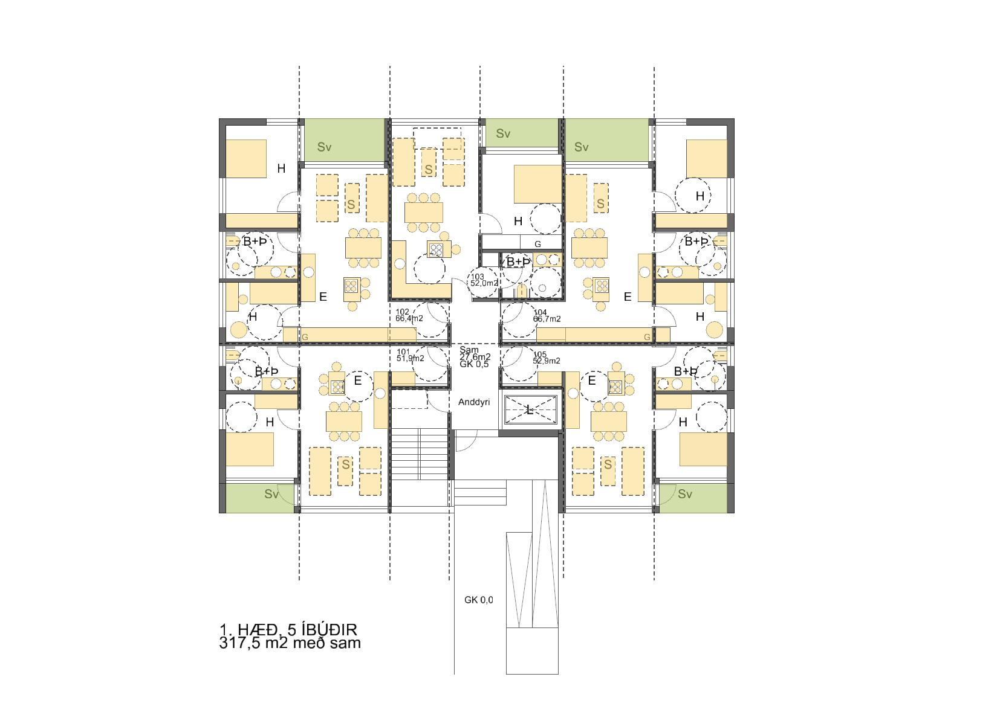 Sv
Sv
Sv
H
S
S
S
H
H
B+Þ
G
B+Þ
B+Þ
103
52,0m2
E
E
H
102
66,4m2
104
66,7m2
H
G
G
101
51,9m2
Sam
27,6m2
GK 0,5
105
52,9m2
B+Þ
E
E
B+Þ
Anddyri
L
H
H
S
S
Sv
Sv
GK 0,0
1. HÆÐ, 5 ÍBÚÐIR
317,5 m2 með sam